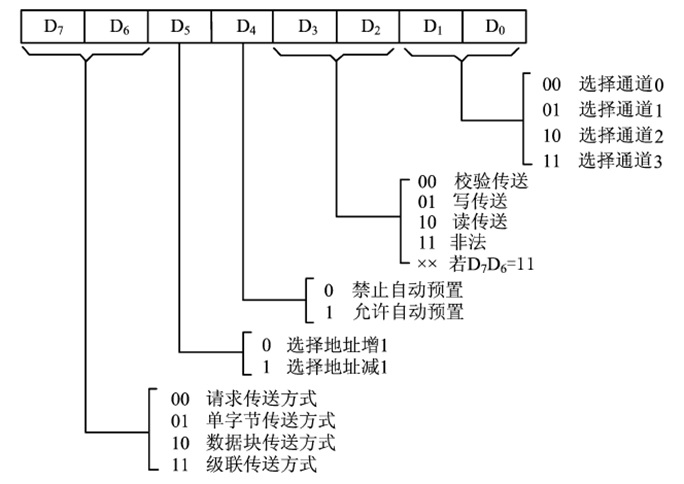 D7 D6 D5 D4 D3 D2 D1 D0
00 选择通道0
01 选择通道1
10 选择通道2
11 选择通道3
00 校验传送
01 写传送
10 读传送
11 非法
×× 若D7D6=11
0 禁止自动预置
1 允许自动预置
0 选择地址增1
1 选择地址减1
00 请求传送方式
01 单字节传送方式
10 数据块传送方式
11 级联传送方式